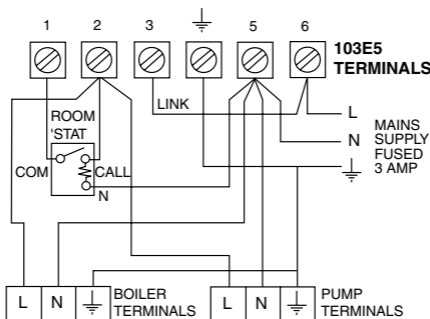 1 2 3 5 6
103E5
TERMINALS
LINK
ROOM
'STAT
COM
CALL
N
L
N
MAINS
SUPPLY
FUSED
3 AMP
L N
BOILER
TERMINALS
L N
PUMP
TERMINALS